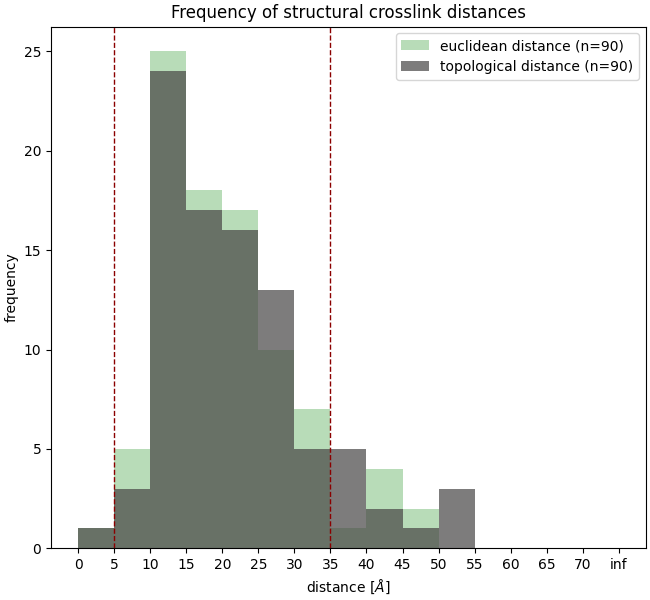 Frequency of structural crosslink distances
euclidean distance (n=90)
topological distance (n=90)
frequency
25
20
15
10
5
0
0 5 10 15 20 25 30 35 40 45 50 55 60 65 70 inf
distance [Å]